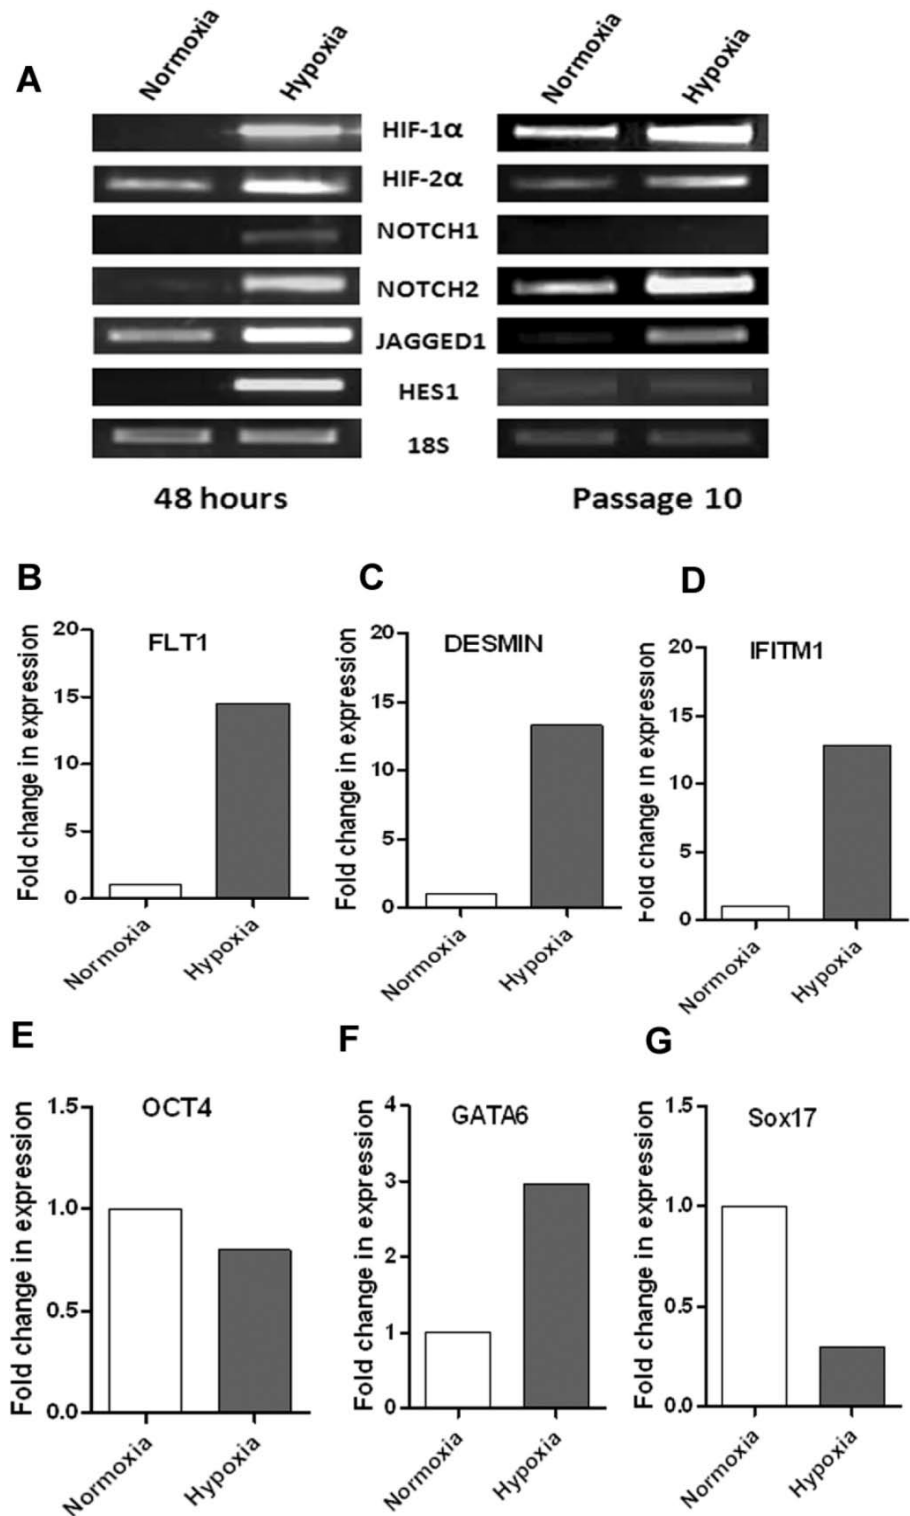 A
Normoxia Hypoxia Normoxia Hypoxia
HIF-1α
HIF-2α
NOTCH1
NOTCH2
JAGGED1
HES1
18S
48 hours Passage 10
B
FLT1
Fold change in expression
20
15
10
5
0
Normoxia Hypoxia
C
DESMIN
Fold change in expression
20
15
10
5
0
Normoxia Hypoxia
D
IFITM1
Fold change in expression
20
15
10
5
0
Normoxia Hypoxia
E
OCT4
Fold change in expression
1.5
1.0
0.5
0.0
Normoxia Hypoxia
F
GATA6
Fold change in expression
4
3
2
1
0
Normoxia Hypoxia
G
Sox17
Fold change in expression
1.5
1.0
0.5
0.0
Normoxia Hypoxia